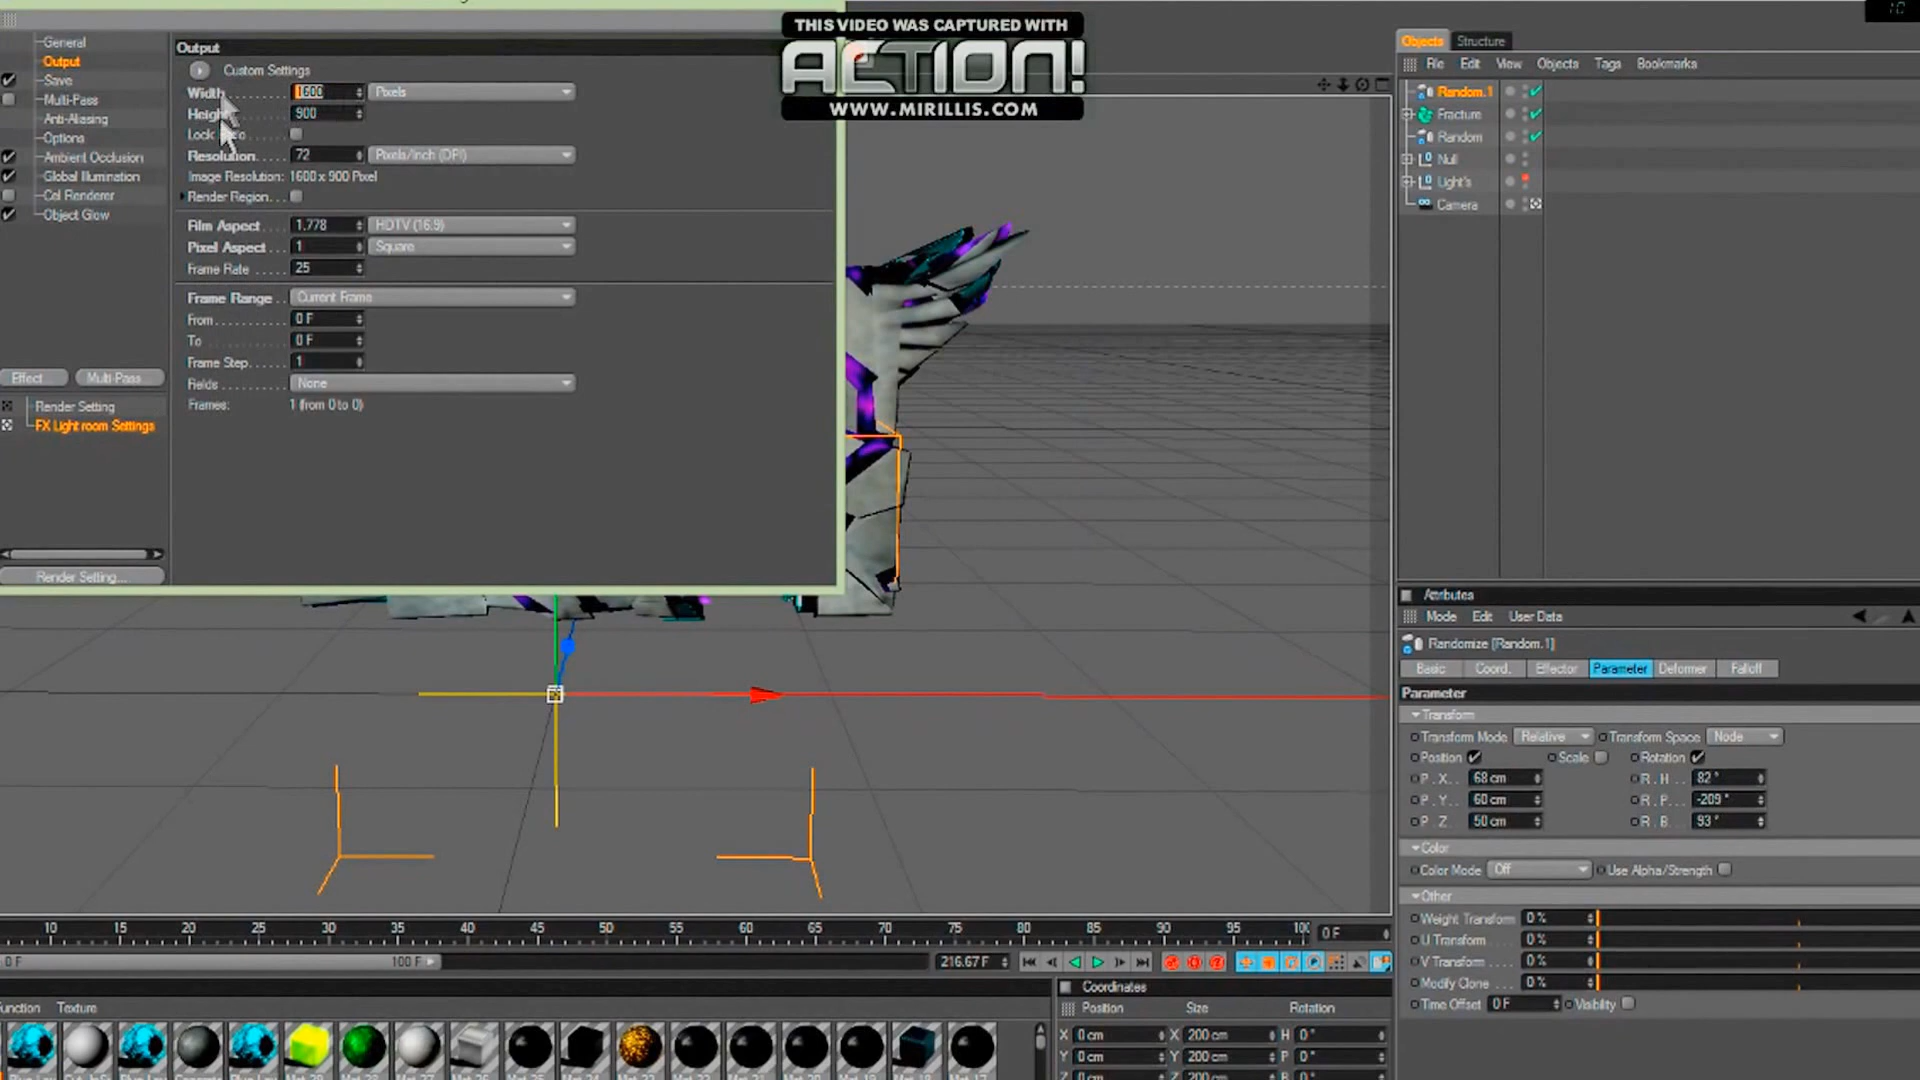 THIS VIDEO WAS CAPTURED WITH
ACTION!
WWW.MIRILLIS.COM
General
Output
Save
Multi-Pass
Anti-Aliasing
Options
Ambient Occlusion
Global Illumination
Cel Renderer
Object Glow
Effect
Multi-Pass...
Render Setting
FX Light room Settings
Render Setting...
Output
Custom Settings
Width 1600 Pixels
Height 900
Lock
Resolution 72 Pixels/Inch (DPI)
Image Resolution: 1600 x 900 Pixel
Render Region
Film Aspect 1.778 HDTV (16:9)
Pixel Aspect 1 Square
Frame Rate 25
Frame Range Current Frame
From 0 F
To 0 F
Frame Step 1
Fields None
Frames: 1 (from 0 to 0)
Objects Structure
File Edit View Objects Tags Bookmarks
Random.1
Fracture
Random
Null
Light's
Camera
Attributes
Mode Edit User Data
Randomize [Random.1]
Basic Coord. Effector Parameter Deformer Falloff
Parameter
Transform
Transform Mode Relative Transform Space Node
Position Scale Rotation
P . X 68 cm R . H 82 °
P . Y 60 cm R . P -209 °
P . Z 50 cm R . B 93 °
Color
Color Mode Off Use Alpha/Strength
Other
Weight Transform 0 %
U Transform 0 %
V Transform 0 %
Modify Clone 0 %
Time Offset 0 F Visibility
10 15 20 25 30 35 40 45 50 55 60 65 70 75 80 85 90 95 100 0 F
0 F 100 F 216.67 F
Function Texture
Coordinates
Position Size Rotation
X 0 cm X 200 cm H 0 °
Y 0 cm Y 200 cm P 0 °